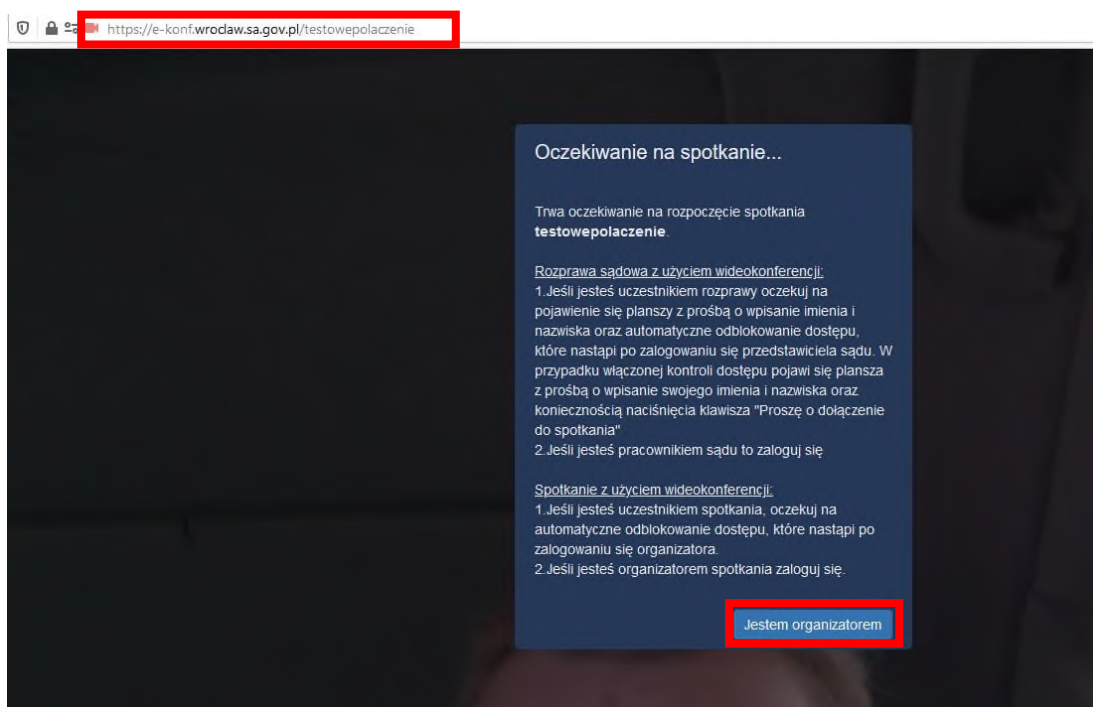 https://e-konf.wroclaw.sa.gov.pl/testowepolaczenie
Oczekiwanie na spotkanie...
Trwa oczekiwanie na rozpoczęcie spotkania
testowepolaczenie.
Rozprawa sądowa z użyciem wideokonferencji:
1.Jeśli jesteś uczestnikiem rozprawy oczekuj na
pojawienie się planszy z prośbą o wpisanie imienia i
nazwiska oraz automatyczne odblokowanie dostępu,
które nastąpi po zalogowaniu się przedstawiciela sądu. W
przypadku włączonej kontroli dostępu pojawi się plansza
z prośbą o wpisanie swojego imienia i nazwiska oraz
koniecznością naciśnięcia klawisza "Proszę o dołączenie
do spotkania"
2.Jeśli jesteś pracownikiem sądu to zaloguj się
Spotkanie z użyciem wideokonferencji:
1.Jeśli jesteś uczestnikiem spotkania, oczekuj na
automatyczne odblokowanie dostępu, które nastąpi po
zalogowaniu się organizatora.
2.Jeśli jesteś organizatorem spotkania zaloguj się.
Jestem organizatorem